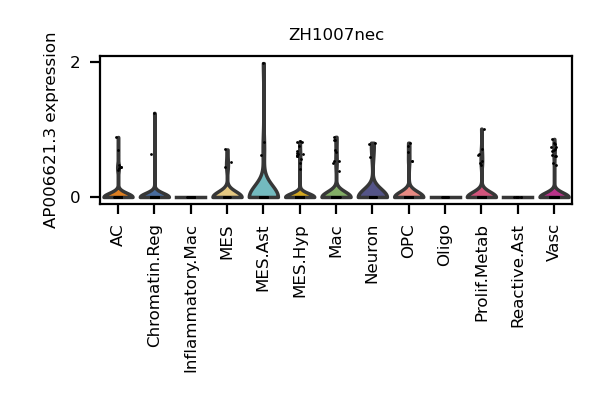 ZH1007nec
AP006621.3 expression
2
0
AC
Chromatin.Reg
Inflammatory.Mac
MES
MES.Ast
MES.Hyp
Mac
Neuron
OPC
Oligo
Prolif.Metab
Reactive.Ast
Vasc